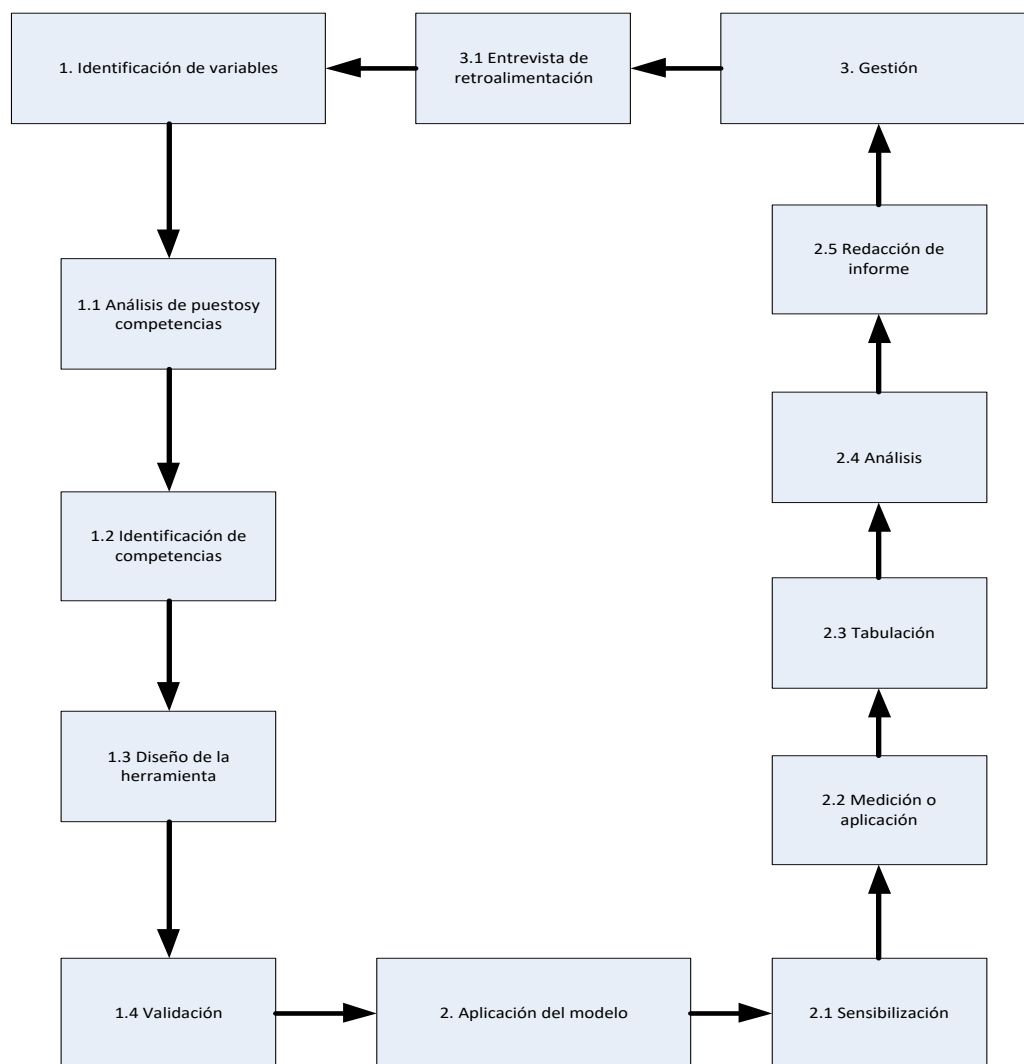 1. Identificación de variables
3.1 Entrevista de
retroalimentación
3. Gestión
2.5 Redacción de
informe
1.1 Análisis de puestosy
competencias
2.4 Análisis
1.2 Identificación de
competencias
2.3 Tabulación
1.3 Diseño de la
herramienta
2.2 Medición o
aplicación
1.4 Validación
2. Aplicación del modelo
2.1 Sensibilización